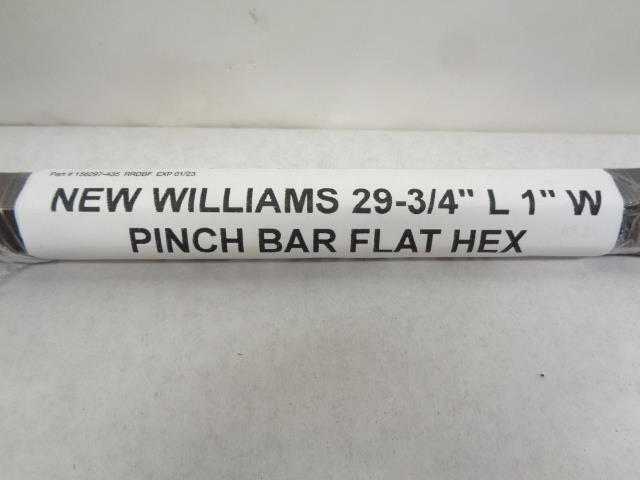 Part # 156297-435 RRDBF EXP 01/23
NEW WILLIAMS 29-3/4" L 1" W
PINCH BAR FLAT HEX